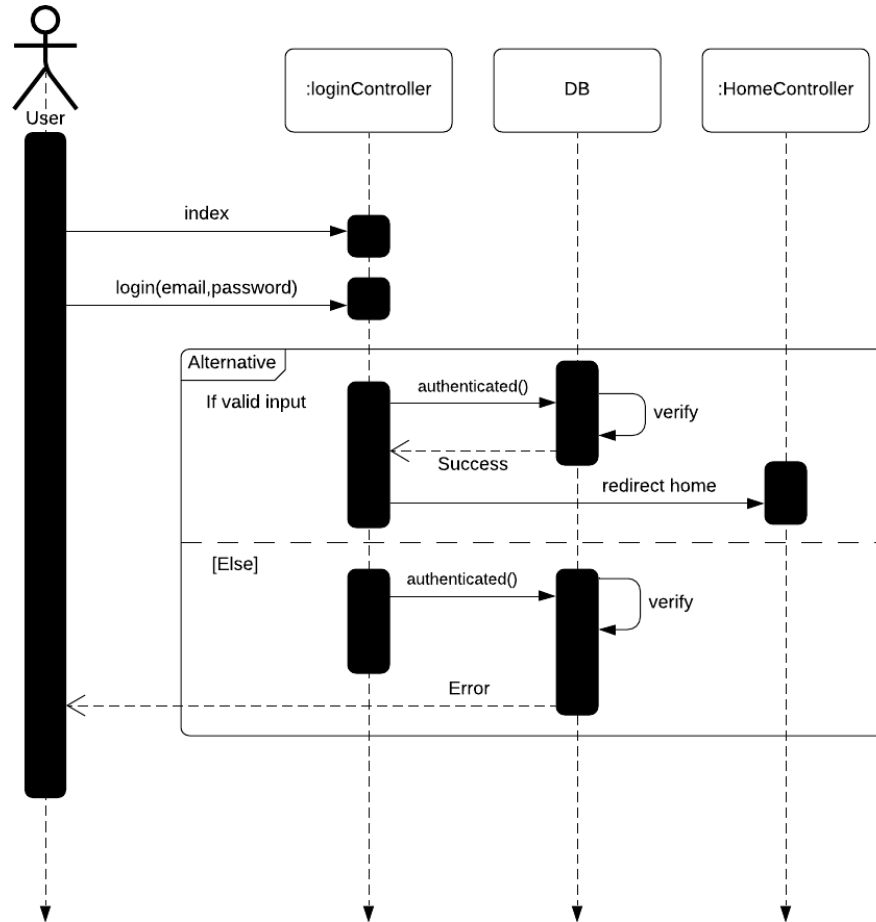 User
:loginController
DB
:HomeController
index
login(email,password)
Alternative
If valid input
authenticated()
verify
Success
redirect home
[Else]
authenticated()
verify
Error